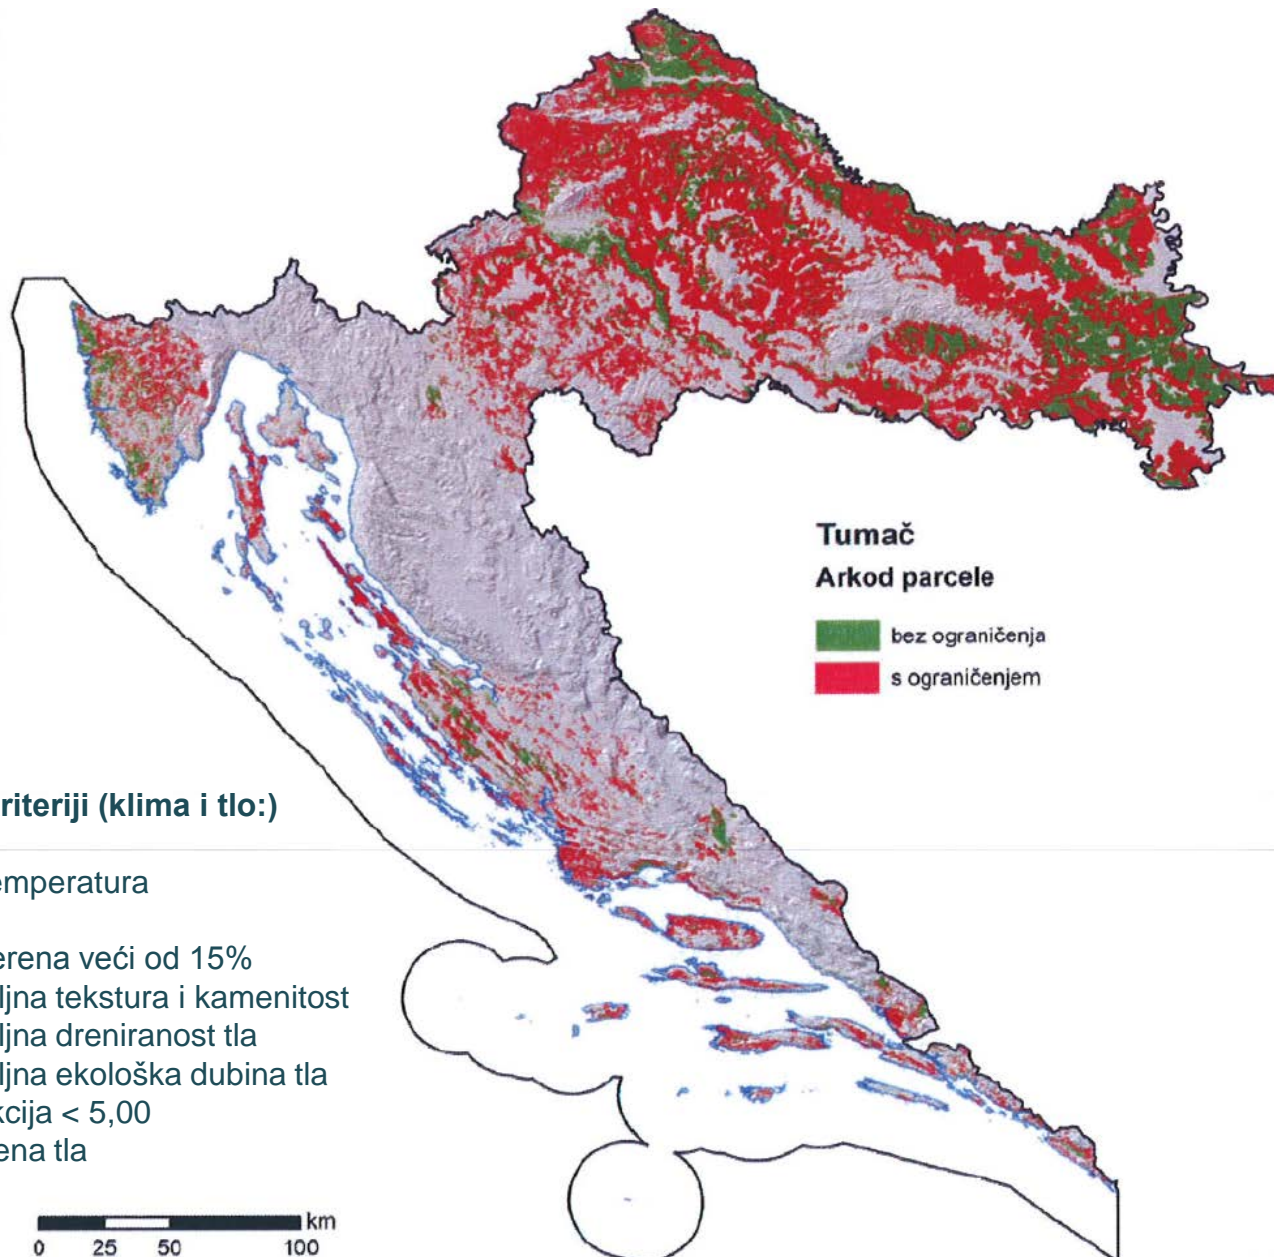 Tumač
Arkod parcele
bez ograničenja
s ograničenjem
riteriji (klima i tlo:)
emperatura
erena veći od 15%
ljna tekstura i kamenitost
ljna dreniranost tla
ljna ekološka dubina tla
kcija < 5,00
ena tla
km
0 25 50 100